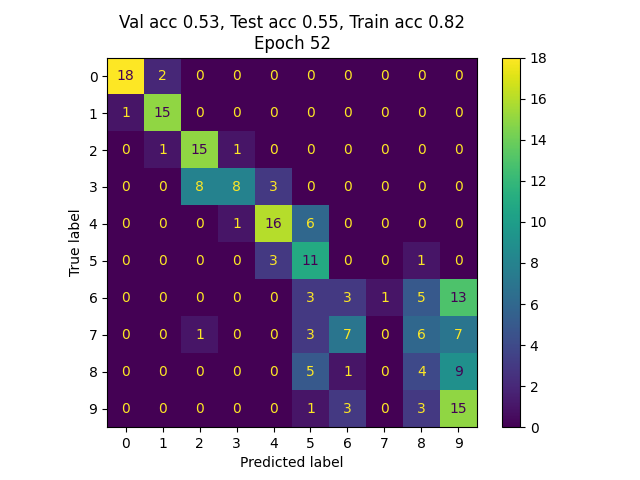 Val acc 0.53, Test acc 0.55, Train acc 0.82
Epoch 52
True label
0 18 2 0 0 0 0 0 0 0 0
1 1 15 0 0 0 0 0 0 0 0
2 0 1 15 1 0 0 0 0 0 0
3 0 0 8 8 3 0 0 0 0 0
4 0 0 0 1 16 6 0 0 0 0
5 0 0 0 0 3 11 0 0 1 0
6 0 0 0 0 0 3 3 1 5 13
7 0 0 1 0 0 3 7 0 6 7
8 0 0 0 0 0 5 1 0 4 9
9 0 0 0 0 0 1 3 0 3 15
0 1 2 3 4 5 6 7 8 9
Predicted label
18
16
14
12
10
8
6
4
2
0